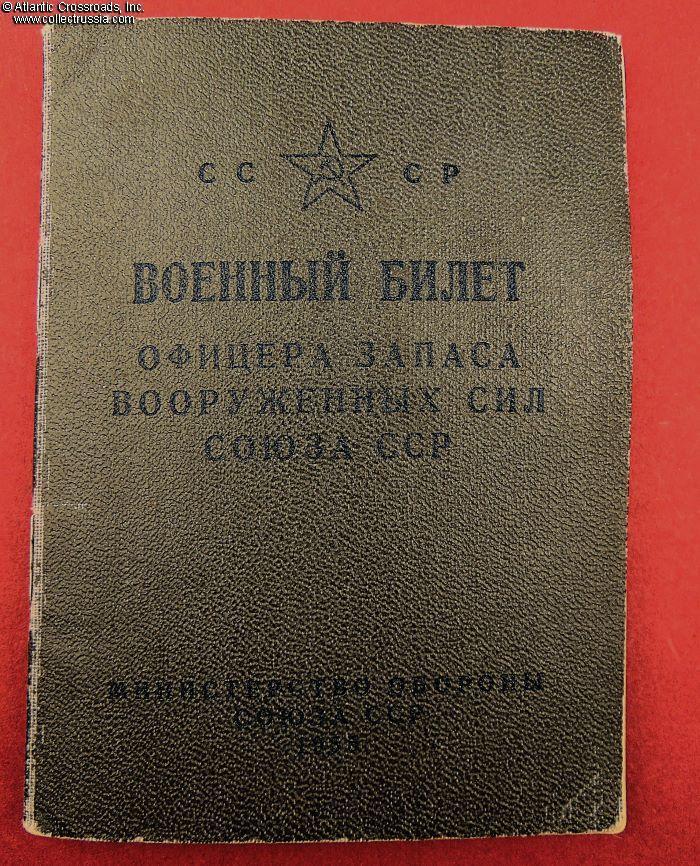 © Atlantic Crossroads, Inc.
www.collectrussia.com
СС СР
ВОЕННЫЙ БИЛЕТ
ОФИЦЕРА ЗАПАСА
ВООРУЖЕННЫХ СИЛ
СОЮЗА ССР
МИНИСТЕРСТВО ОБОРОНЫ
СОЮЗА ССР